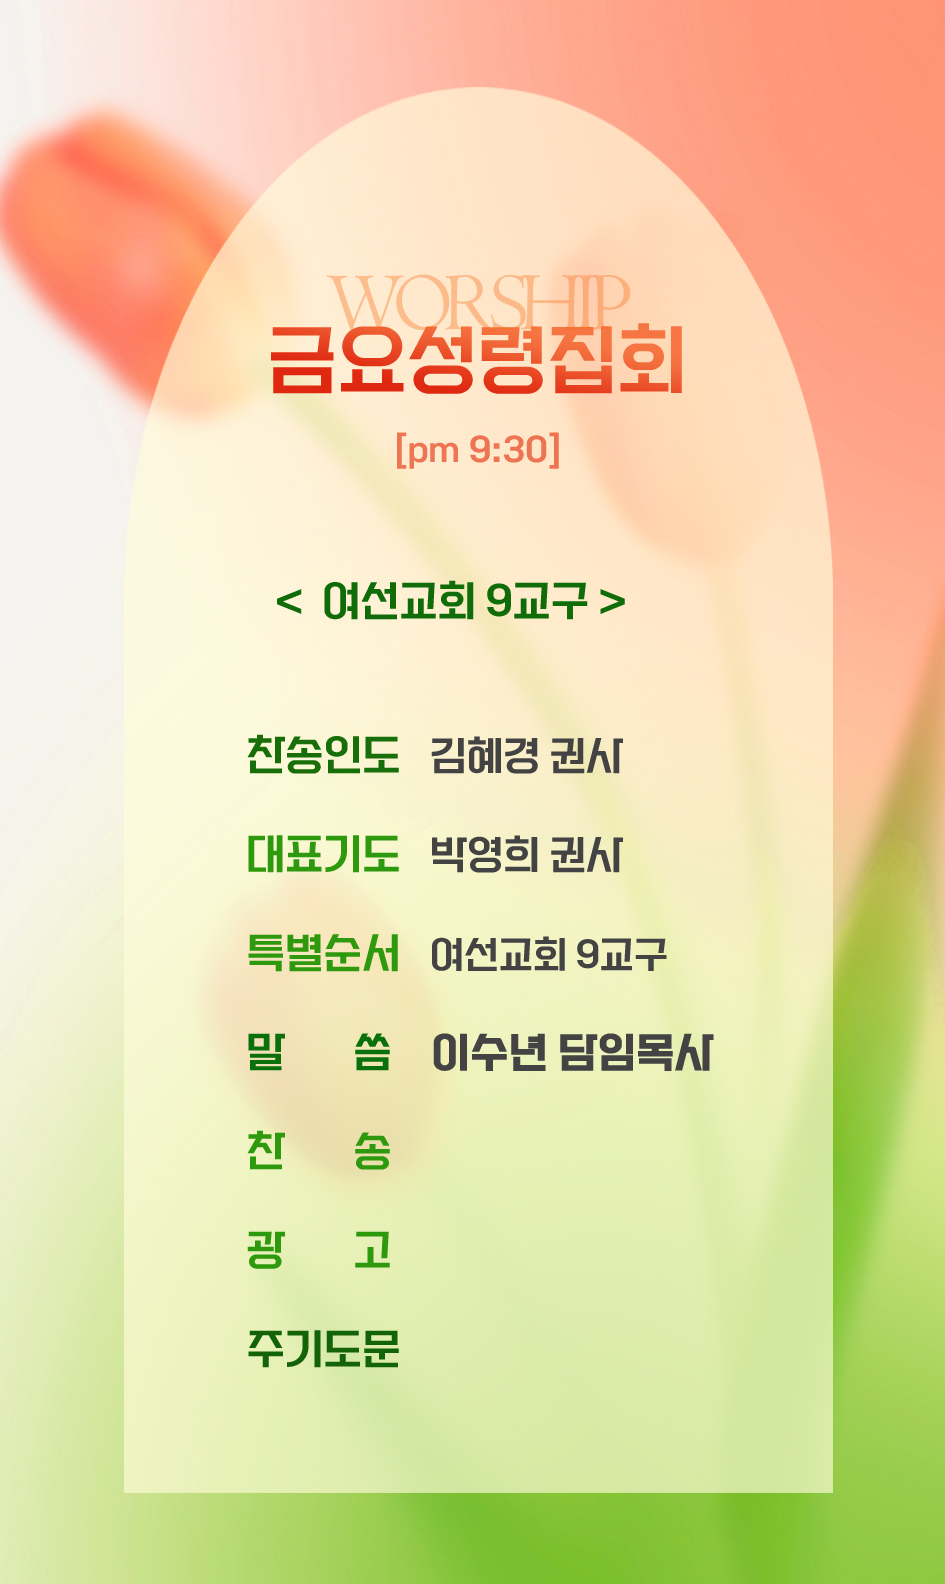 WORSHIP
금요성령집회
[pm 9:30]
< 여선교회 9교구 >
찬송인도 김혜경 권사
대표기도 박영희 권사
특별순서 여선교회 9교구
말 씀 이수년 담임목사
찬 송
광 고
주기도문